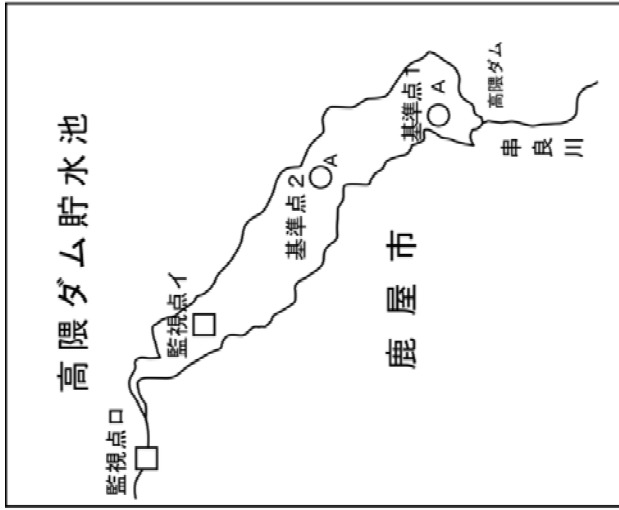 高隈ダム貯水池
監視点ロ
監視点イ
基準点2
A
基準点1
A
高隈ダム
串良川
鹿屋市